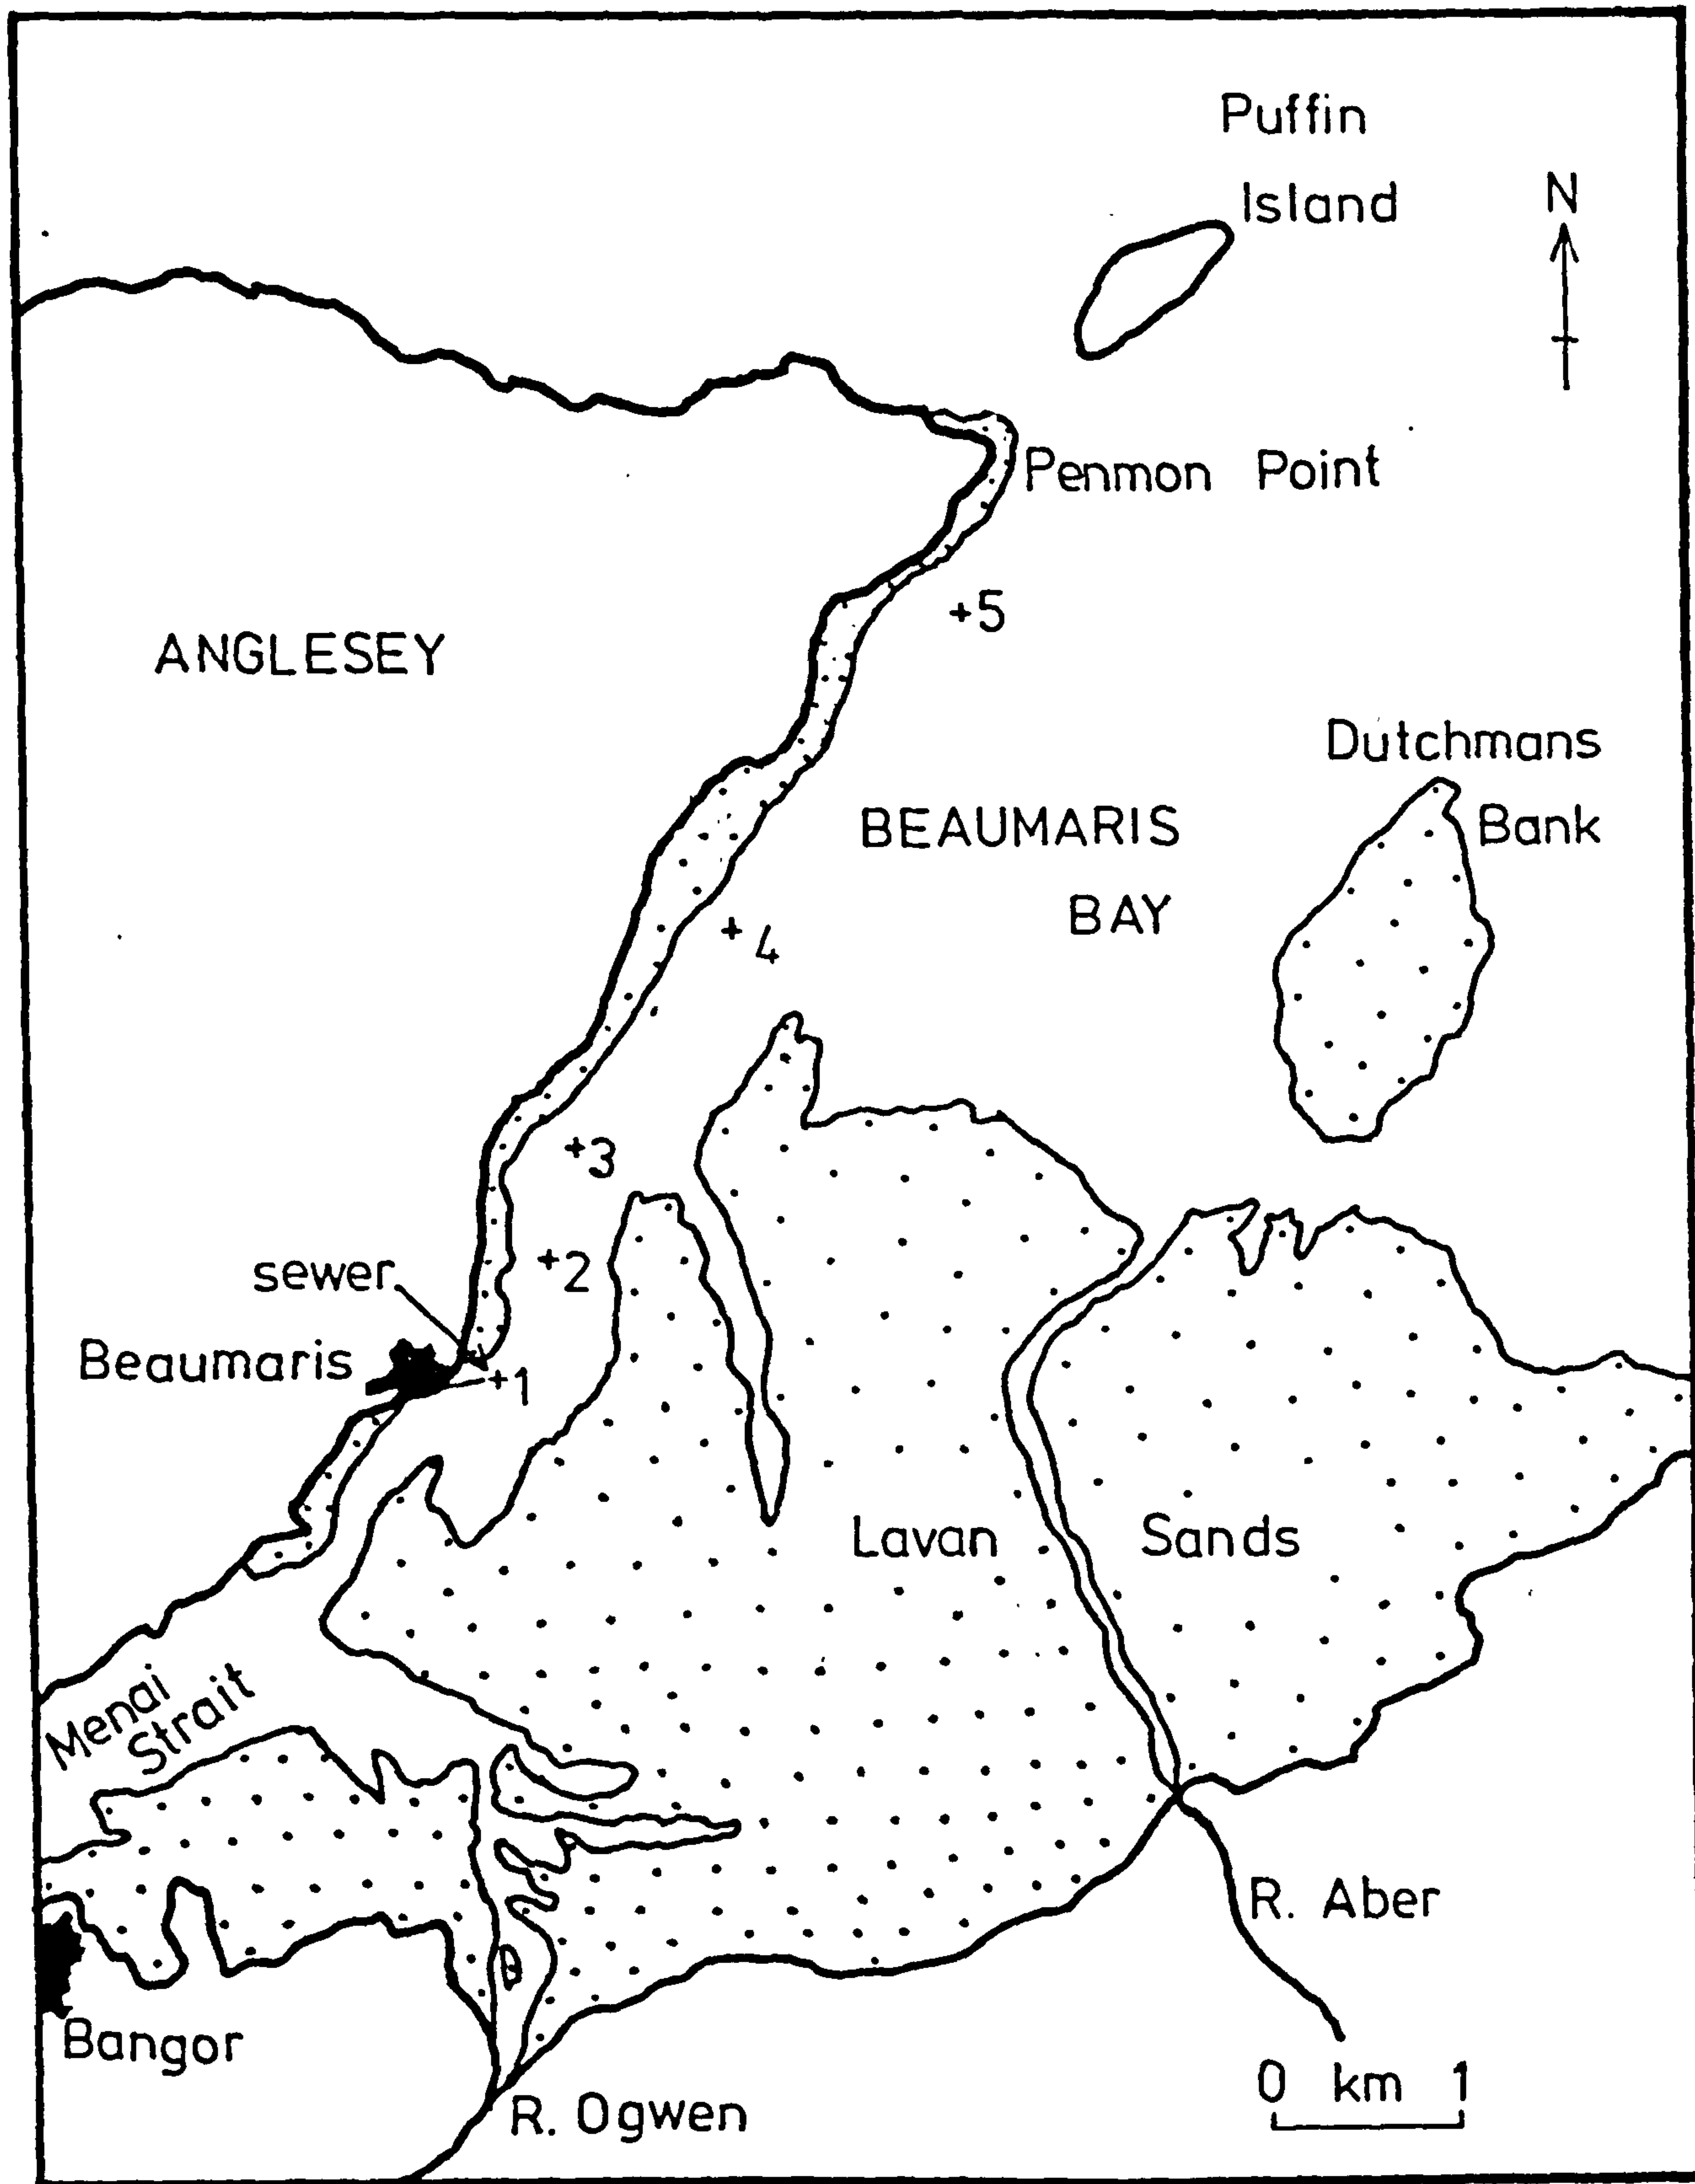 Puffin
Island
N
Penmon Point
+5
ANGLESEY
Dutchmans
Bank
BEAUMARIS
BAY
+4
+3
+2
sewer
Beaumaris
+1
Lavan Sands
Menai
Strait
R. Aber
Bangor
R. Ogwen
0 km 1